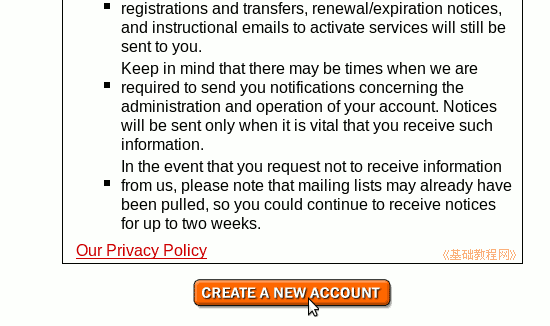 registrations and transfers, renewal/expiration notices,
and instructional emails to activate services will still be
sent to you.
Keep in mind that there may be times when we are
required to send you notifications concerning the
administration and operation of your account. Notices
will be sent only when it is vital that you receive such
information.
In the event that you request not to receive information
from us, please note that mailing lists may already have
been pulled, so you could continue to receive notices
for up to two weeks.
Our Privacy Policy
《基础教程网》
CREATE A NEW ACCOUNT